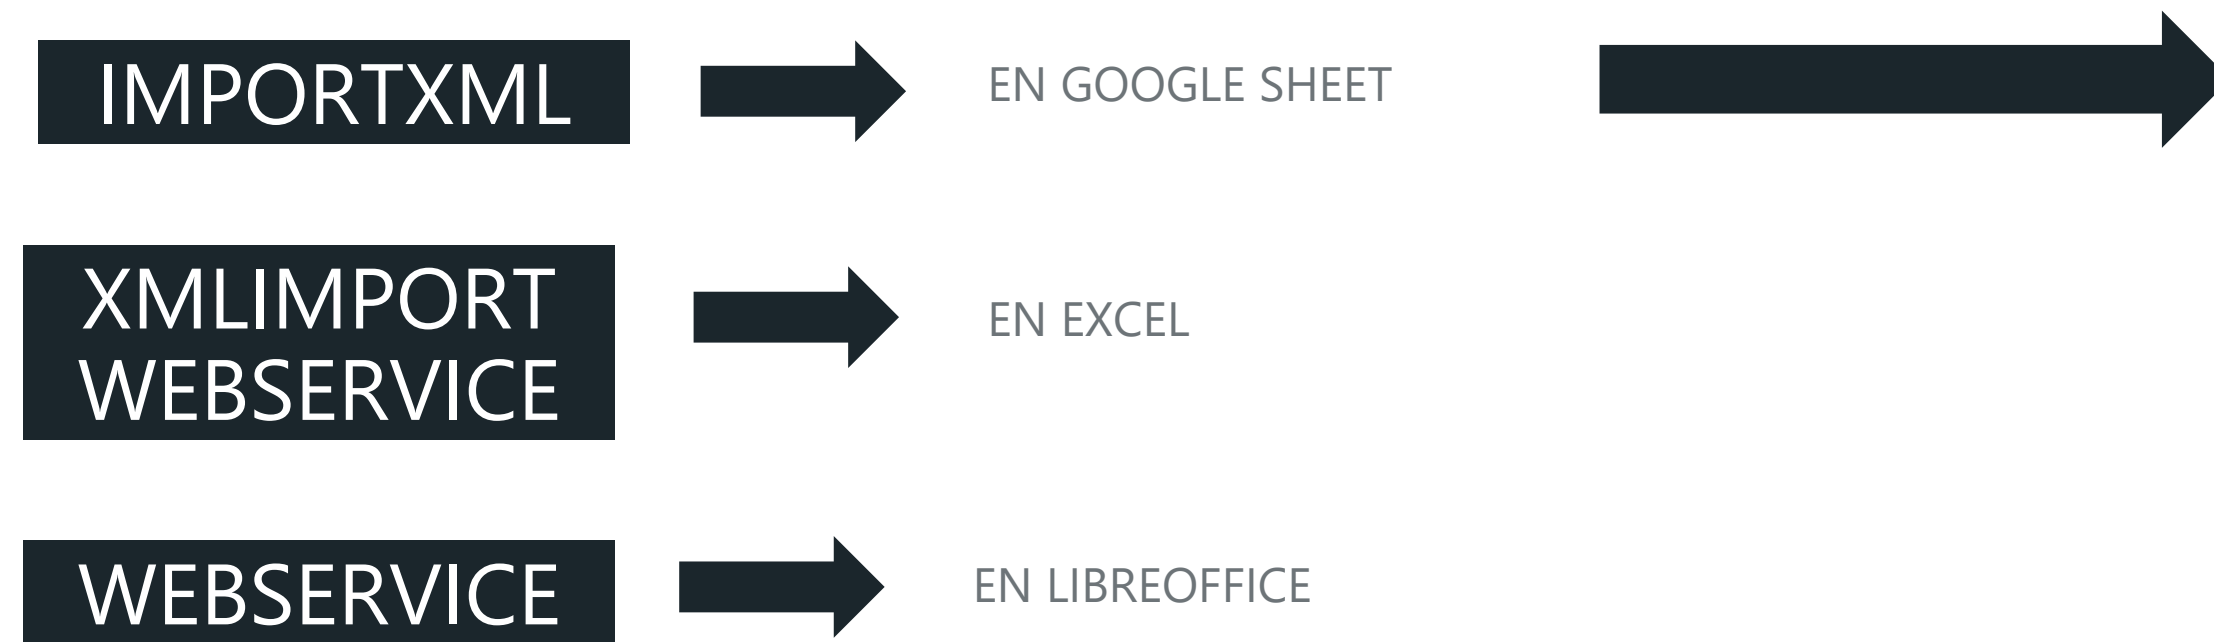 IMPORTXML
EN GOOGLE SHEET
XMLIMPORT
WEBSERVICE
EN EXCEL
WEBSERVICE
EN LIBREOFFICE